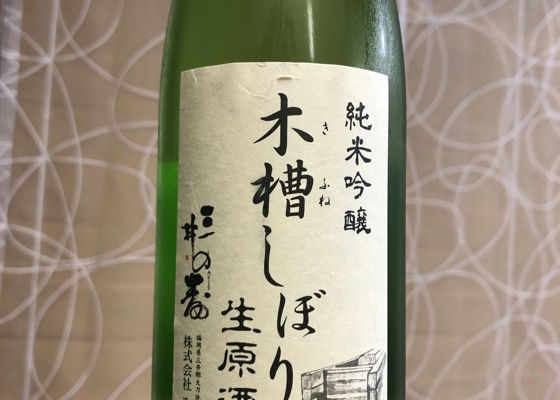 純米吟醸
木槽しぼり
きふね
生原酒
三井の寿
福岡県三井郡大刀洗
株式会社